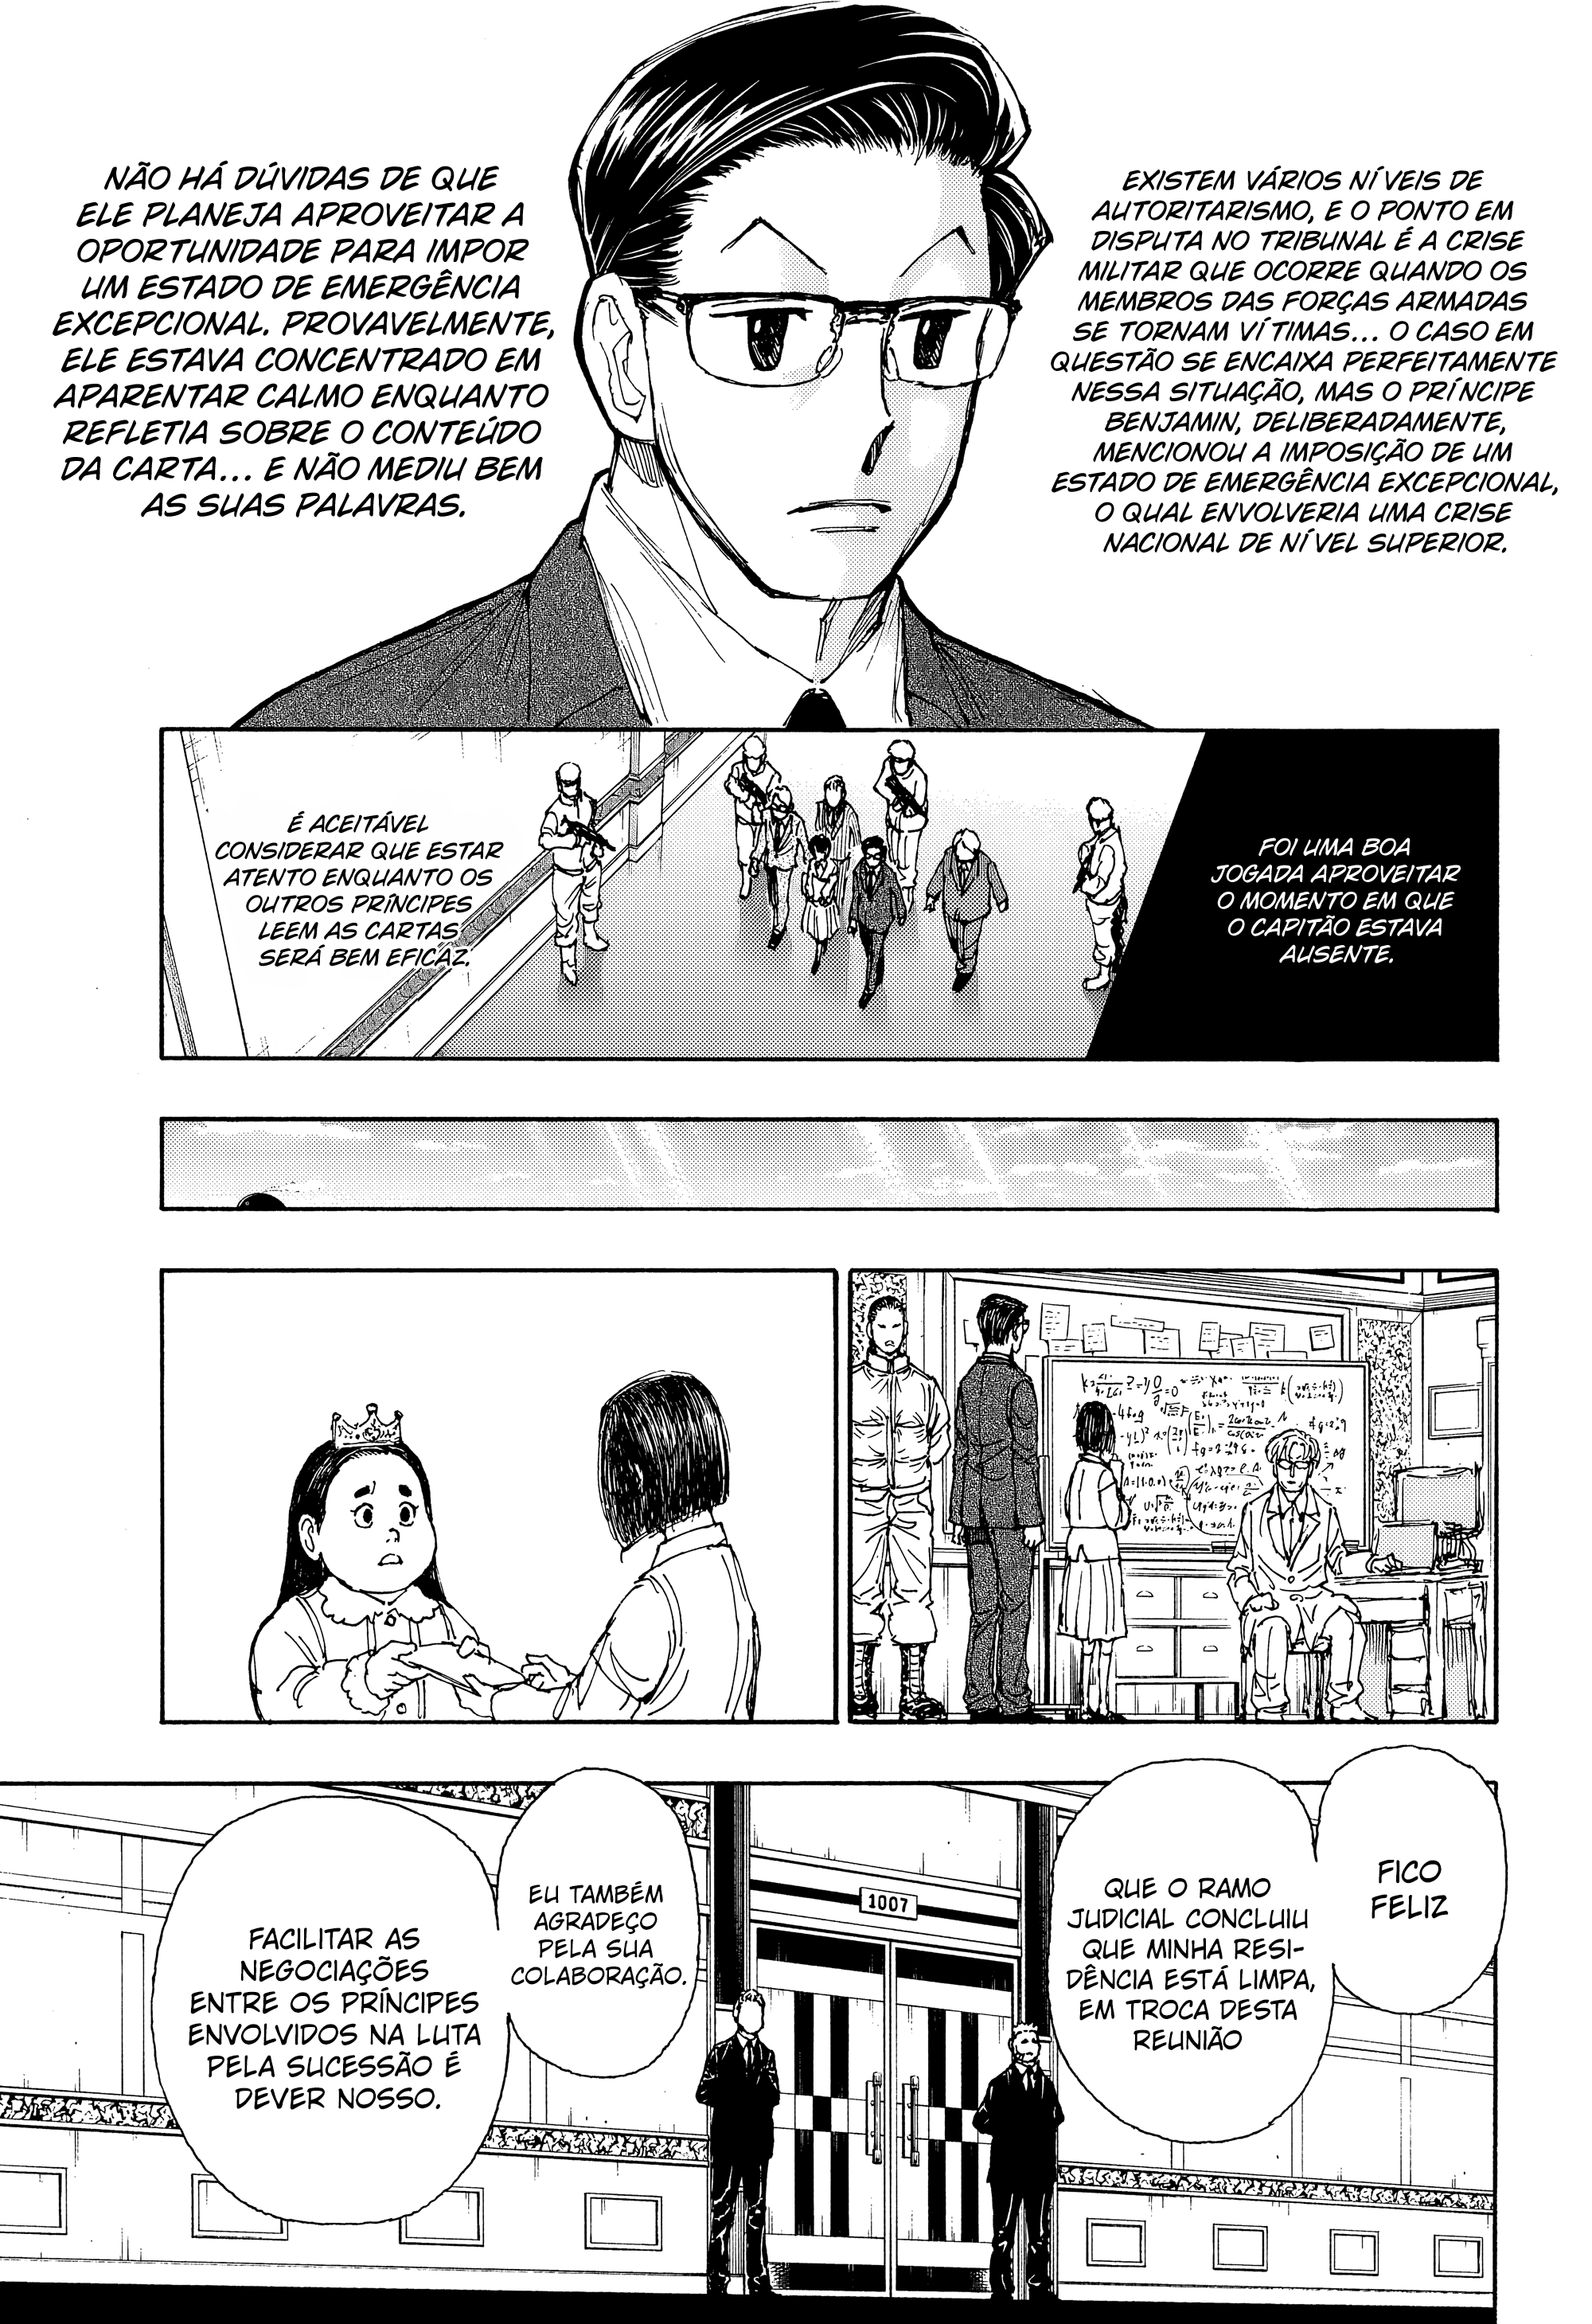 EXISTEM VÁRIOS NÍVEIS DE
AUTORITARISMO, E O PONTO EM
DISPUTA NO TRIBUNAL É A CRISE
MILITAR QUE OCORRE QUANDO OS
MEMBROS DAS FORÇAS ARMADAS
SE TORNAM VÍTIMAS... O CASO EM
QUESTÃO SE ENCAIXA PERFEITAMENTE
NESSA SITUAÇÃO, MAS O PRÍNCIPE
BENJAMIN, DELIBERADAMENTE,
MENCIONOU A IMPOSIÇÃO DE UM
ESTADO DE EMERGÊNCIA EXCEPCIONAL,
O QUAL ENVOLVERIA UMA CRISE
NACIONAL DE NÍVEL SUPERIOR.
NÃO HÁ DÚVIDAS DE QUE
ELE PLANEJA APROVEITAR A
OPORTUNIDADE PARA IMPOR
UM ESTADO DE EMERGÊNCIA
EXCEPCIONAL. PROVAVELMENTE,
ELE ESTAVA CONCENTRADO EM
APARENTAR CALMO ENQUANTO
REFLETIA SOBRE O CONTEÚDO
DA CARTA... E NÃO MEDIU BEM
AS SUAS PALAVRAS.
FOI UMA BOA
JOGADA APROVEITAR
O MOMENTO EM QUE
O CAPITÃO ESTAVA
AUSENTE.
É ACEITÁVEL
CONSIDERAR QUE ESTAR
ATENTO ENQUANTO OS
OUTROS PRÍNCIPES
LEEM AS CARTAS
SERÁ BEM EFICAZ.
FICO
FELIZ
QUE O RAMO
JUDICIAL CONCLUIU
QUE MINHA RESI-
DÊNCIA ESTÁ LIMPA,
EM TROCA DESTA
REUNIÃO
1007
EU TAMBÉM
AGRADEÇO
PELA SUA
COLABORAÇÃO.
FACILITAR AS
NEGOCIAÇÕES
ENTRE OS PRÍNCIPES
ENVOLVIDOS NA LUTA
PELA SUCESSÃO É
DEVER NOSSO.